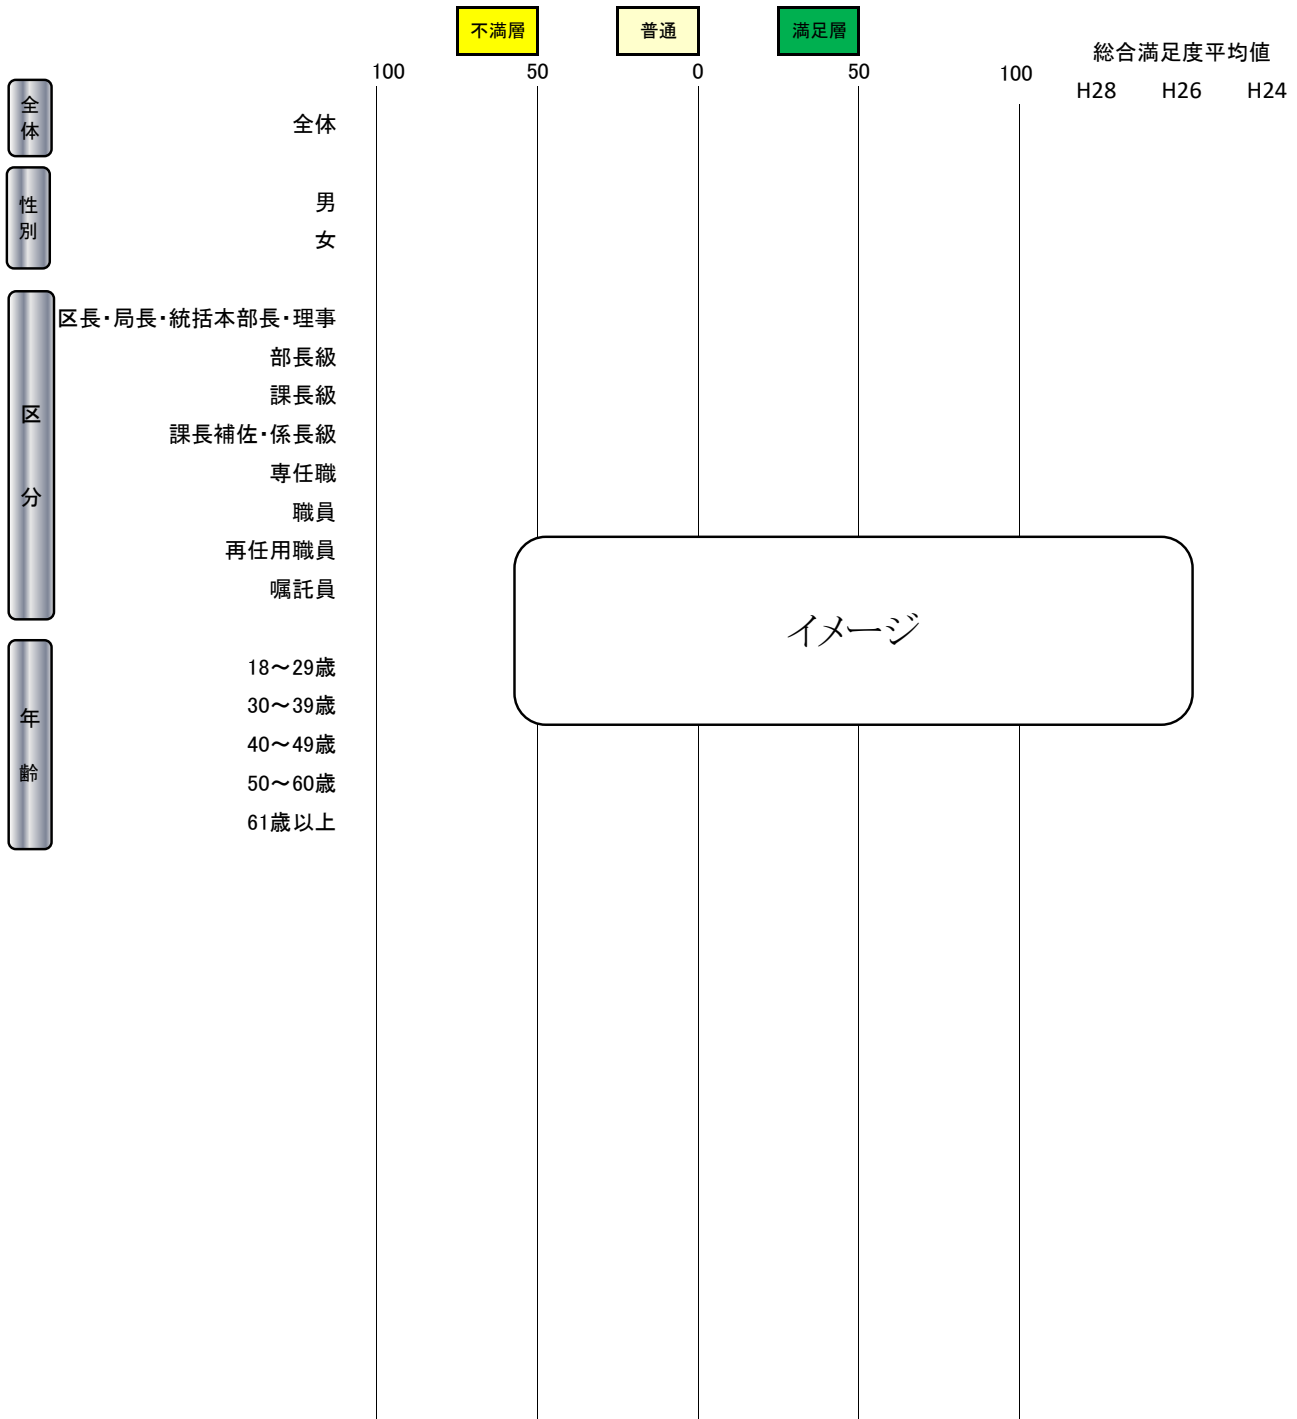 不満層 普通 満足層
総合満足度平均値
100 50 0 50 100
H28 H26 H24
全体
全体
性別
男
女
区分
区長・局長・統括本部長・理事
部長級
課長級
課長補佐・係長級
専任職
職員
再任用職員
嘱託員
イメージ
年齢
18～29歳
30～39歳
40～49歳
50～60歳
61歳以上